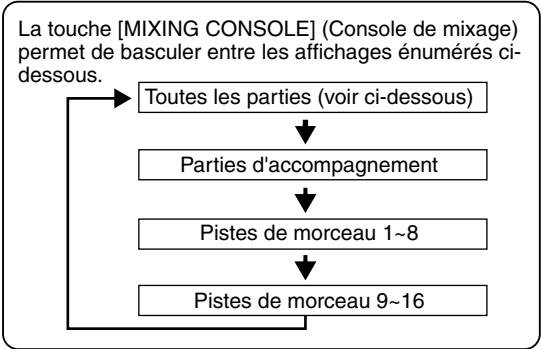 La touche [MIXING CONSOLE] (Console de mixage)
permet de basculer entre les affichages énumérés ci-
dessous.
Toutes les parties (voir ci-dessous)
Parties d'accompagnement
Pistes de morceau 1~8
Pistes de morceau 9~16